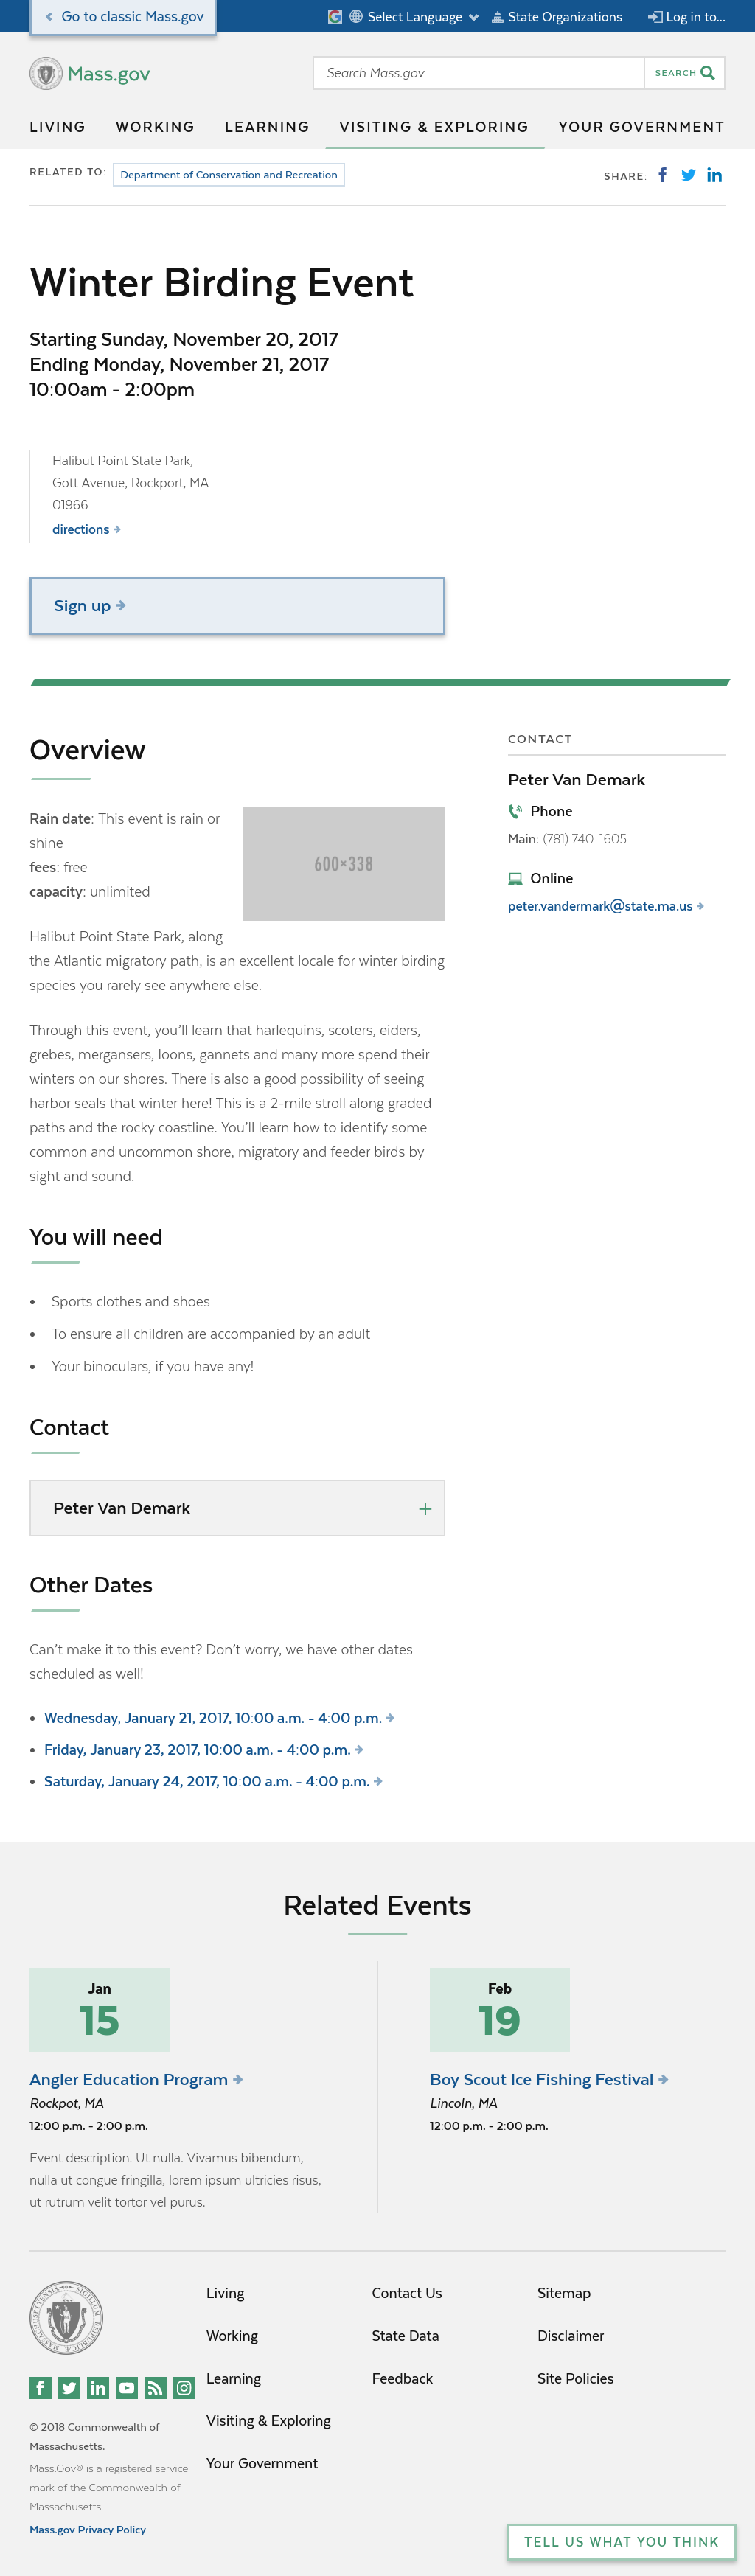 Go to classic Mass.gov
Select Language
State Organizations
Log in to...
Mass.gov
Search Mass.gov
SEARCH
LIVING
WORKING
LEARNING
VISITING & EXPLORING
YOUR GOVERNMENT
RELATED TO:
Department of Conservation and Recreation
SHARE:
Winter Birding Event
Starting Sunday, November 20, 2017
Ending Monday, November 21, 2017
10:00am - 2:00pm
Halibut Point State Park,
Gott Avenue, Rockport, MA
01966
directions
Sign up
Overview
Rain date: This event is rain or
shine
fees: free
capacity: unlimited
600×338
Halibut Point State Park, along
the Atlantic migratory path, is an excellent locale for winter birding
species you rarely see anywhere else.
Through this event, you'll learn that harlequins, scoters, eiders,
grebes, mergansers, loons, gannets and many more spend their
winters on our shores. There is also a good possibility of seeing
harbor seals that winter here! This is a 2-mile stroll along graded
paths and the rocky coastline. You'll learn how to identify some
common and uncommon shore, migratory and feeder birds by
sight and sound.
CONTACT
Peter Van Demark
Phone
Main: (781) 740-1605
Online
peter.vandermark@state.ma.us
You will need
• Sports clothes and shoes
• To ensure all children are accompanied by an adult
• Your binoculars, if you have any!
Contact
Peter Van Demark
Other Dates
Can't make it to this event? Don't worry, we have other dates
scheduled as well!
• Wednesday, January 21, 2017, 10:00 a.m. - 4:00 p.m.
• Friday, January 23, 2017, 10:00 a.m. - 4:00 p.m.
• Saturday, January 24, 2017, 10:00 a.m. - 4:00 p.m.
Related Events
Jan
15
Angler Education Program
Rockpot, MA
12:00 p.m. - 2:00 p.m.
Event description. Ut nulla. Vivamus bibendum,
nulla ut congue fringilla, lorem ipsum ultricies risus,
ut rutrum velit tortor vel purus.
Feb
19
Boy Scout Ice Fishing Festival
Lincoln, MA
12:00 p.m. - 2:00 p.m.
Living
Working
Learning
Visiting & Exploring
Your Government
Contact Us
State Data
Feedback
Sitemap
Disclaimer
Site Policies
© 2018 Commonwealth of
Massachusetts.
Mass.Gov® is a registered service
mark of the Commonwealth of
Massachusetts.
Mass.gov Privacy Policy
TELL US WHAT YOU THINK